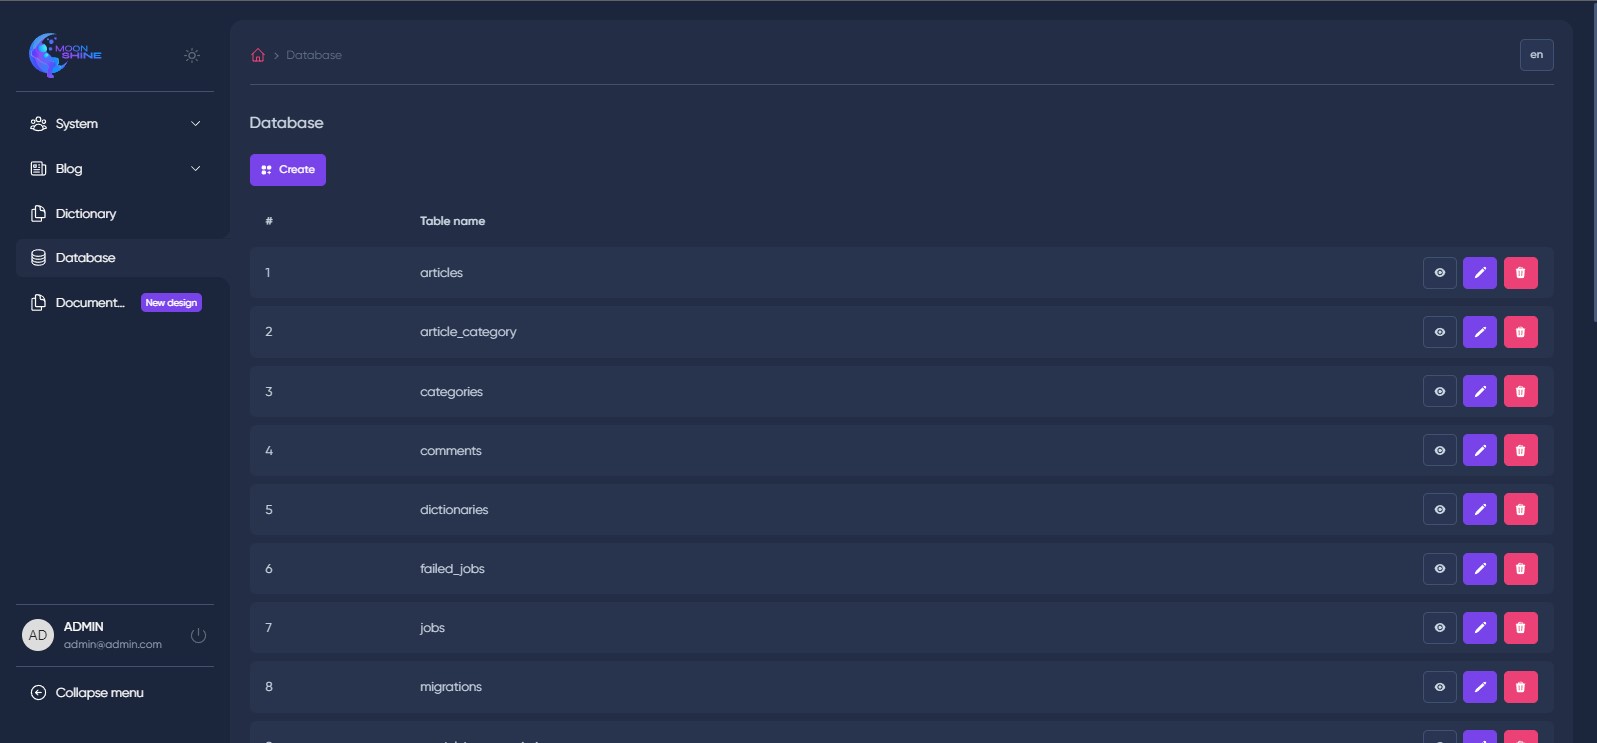 MOON
SHINE
Database
en
System
Blog
Dictionary
Database
Document...
New design
Database
Create
# Table name
1 articles
2 article_category
3 categories
4 comments
5 dictionaries
6 failed_jobs
7 jobs
8 migrations
AD
ADMIN
admin@admin.com
Collapse menu